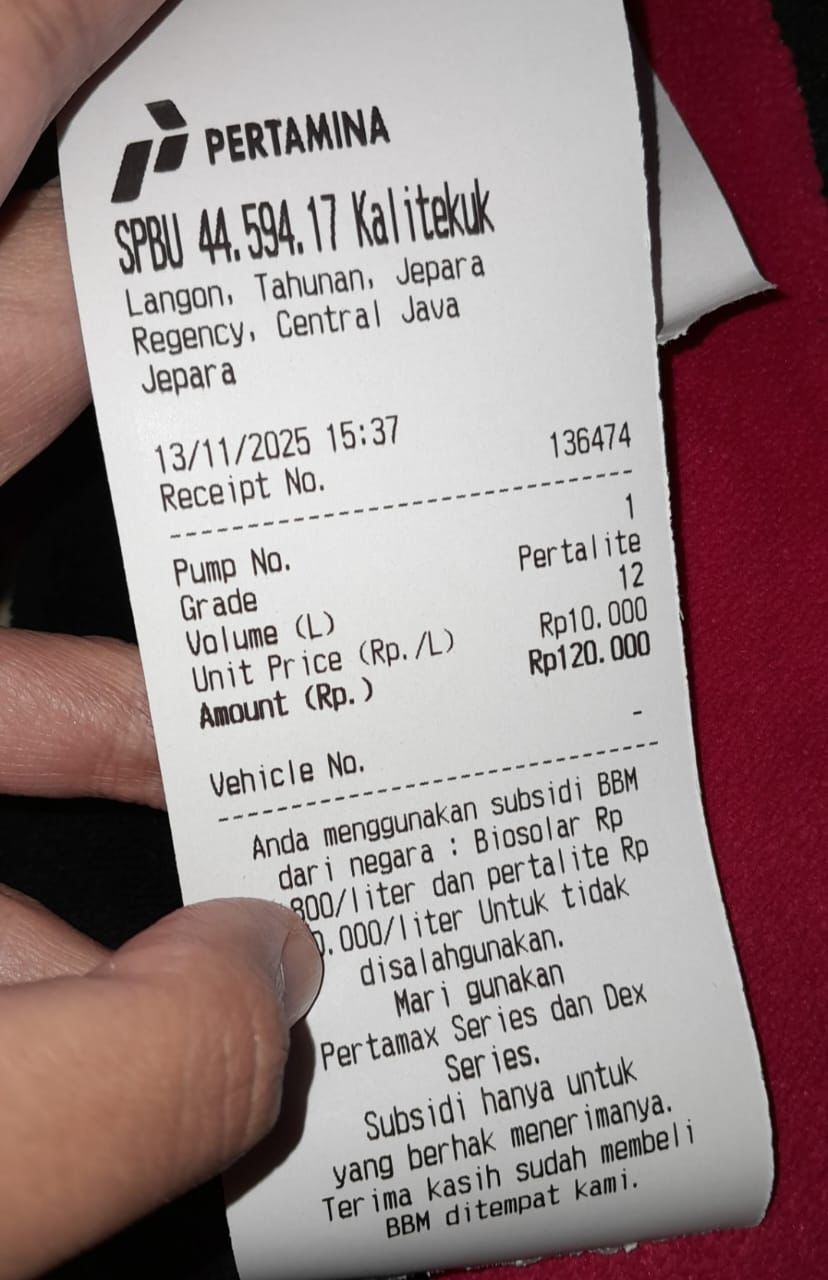 PERTAMINA
SPBU 44.594.17 Kalitekuk
Langon, Tahunan, Jepara
Regency, Central Java
Jepara
13/11/2025 15:37
Receipt No. 136474
Pump No. 1
Grade Pertalite
Volume (L) 12
Unit Price (Rp./L) Rp10.000
Amount (Rp.) Rp120.000
Vehicle No. -
Anda menggunakan subsidi BBM
dari negara : Biosolar Rp
800/liter dan pertalite Rp
.000/liter Untuk tidak
disalahgunakan.
Mari gunakan
Pertamax Series dan Dex
Series.
Subsidi hanya untuk
yang berhak menerimanya.
Terima kasih sudah membeli
BBM ditempat kami.